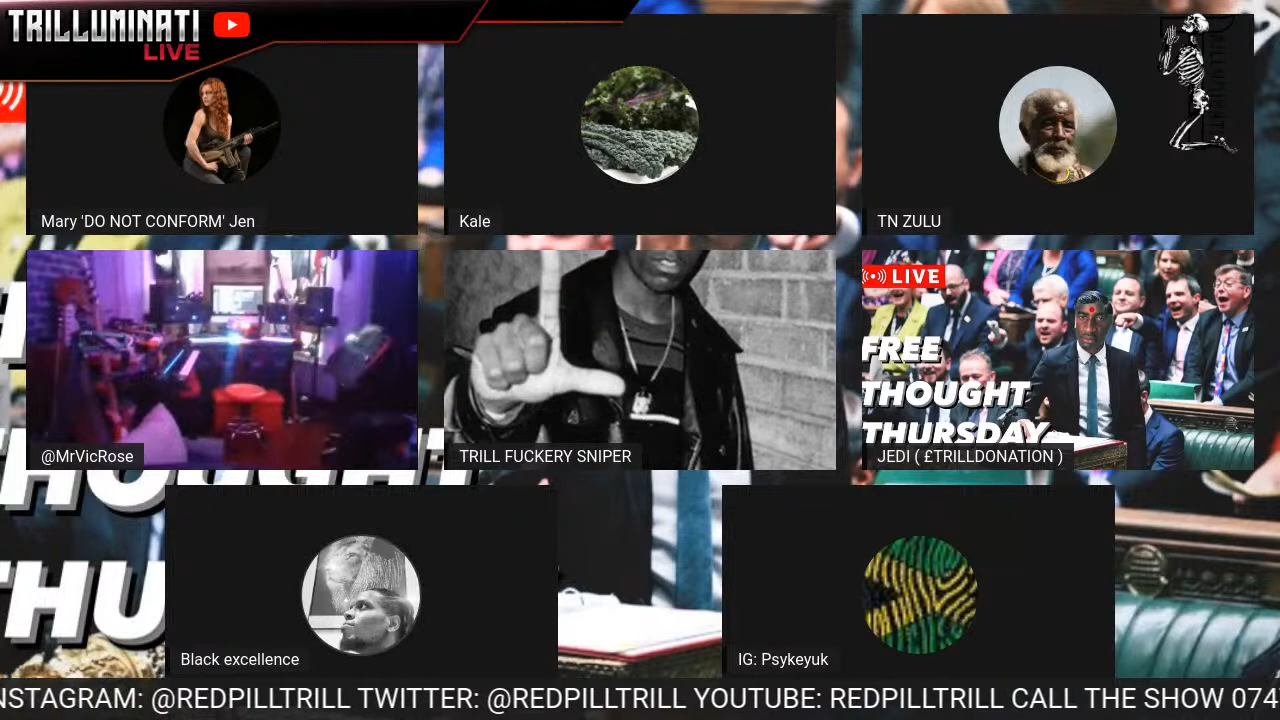 TRILLUMINATI
LIVE
Mary 'DO NOT CONFORM' Jen
Kale
TN ZULU
@MrVicRose
TRILL FUCKERY SNIPER
LIVE
FREE
THOUGHT
THURSDAY
JEDI ( £TRILLDONATION )
Black excellence
IG: Psykeyuk
THU
NSTAGRAM: @REDPILLTRILL TWITTER: @REDPILLTRILL YOUTUBE: REDPILLTRILL CALL THE SHOW 074